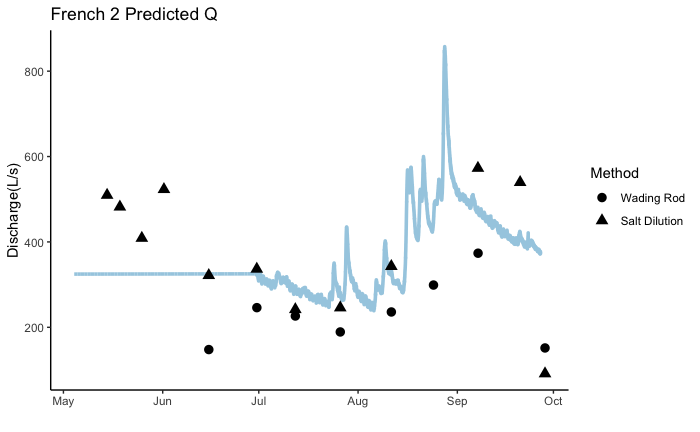 French 2 Predicted Q
Discharge(L/s)
800
600
400
200
May
Jun
Jul
Aug
Sep
Oct
Method
Wading Rod
Salt Dilution